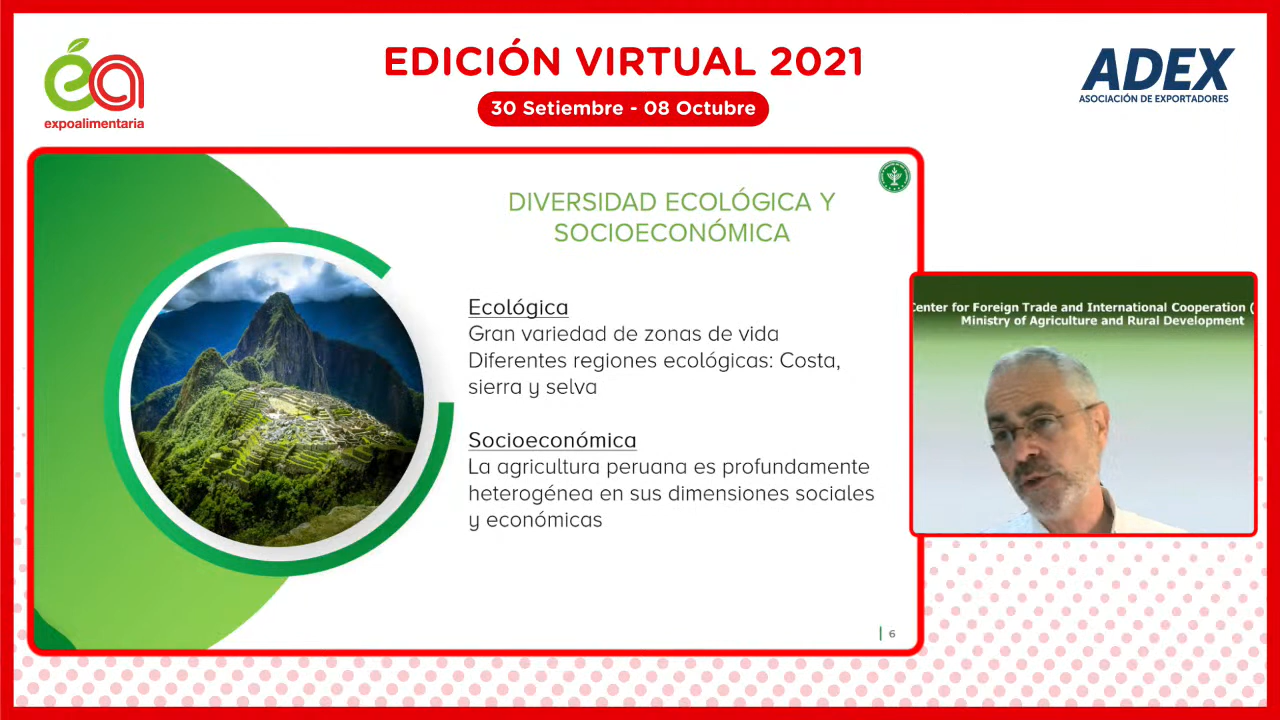 éa
expoalimentaria
EDICIÓN VIRTUAL 2021
30 Setiembre - 08 Octubre
ADEX
ASOCIACIÓN DE EXPORTADORES
DIVERSIDAD ECOLÓGICA Y
SOCIOECONÓMICA
Ecológica
Gran variedad de zonas de vida
Diferentes regiones ecológicas: Costa,
sierra y selva
Socioeconómica
La agricultura peruana es profundamente
heterogénea en sus dimensiones sociales
y económicas
6
Center for Foreign Trade and International Cooperation (
Ministry of Agriculture and Rural Development